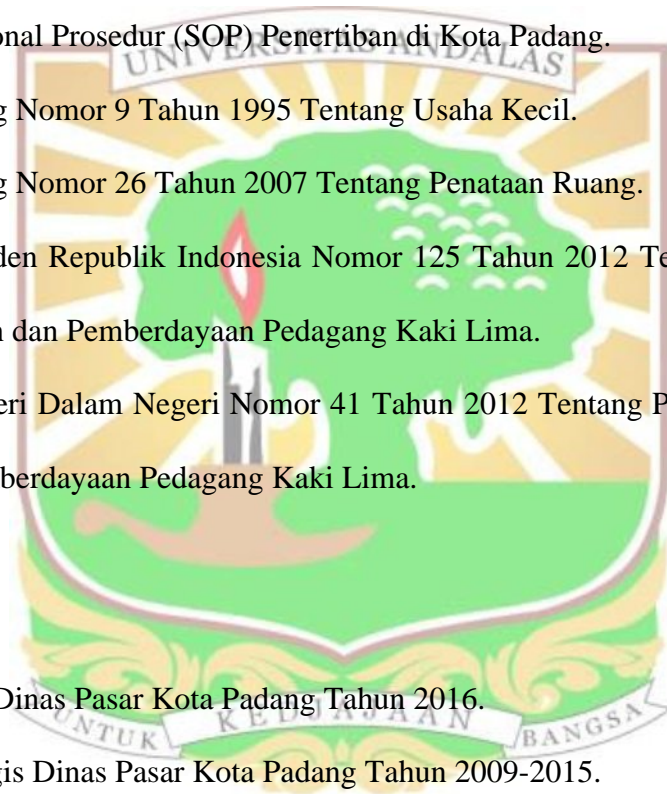 onal Prosedur (SOP) Penertiban di Kota Padang.
UNIVERSITAS ANDALAS
g Nomor 9 Tahun 1995 Tentang Usaha Kecil.
g Nomor 26 Tahun 2007 Tentang Penataan Ruang.
den Republik Indonesia Nomor 125 Tahun 2012 Te
n dan Pemberdayaan Pedagang Kaki Lima.
eri Dalam Negeri Nomor 41 Tahun 2012 Tentang P
berdayaan Pedagang Kaki Lima.
Dinas Pasar Kota Padang Tahun 2016.
UNTUK KEDJAJAAN BANGSA
gis Dinas Pasar Kota Padang Tahun 2009-2015.